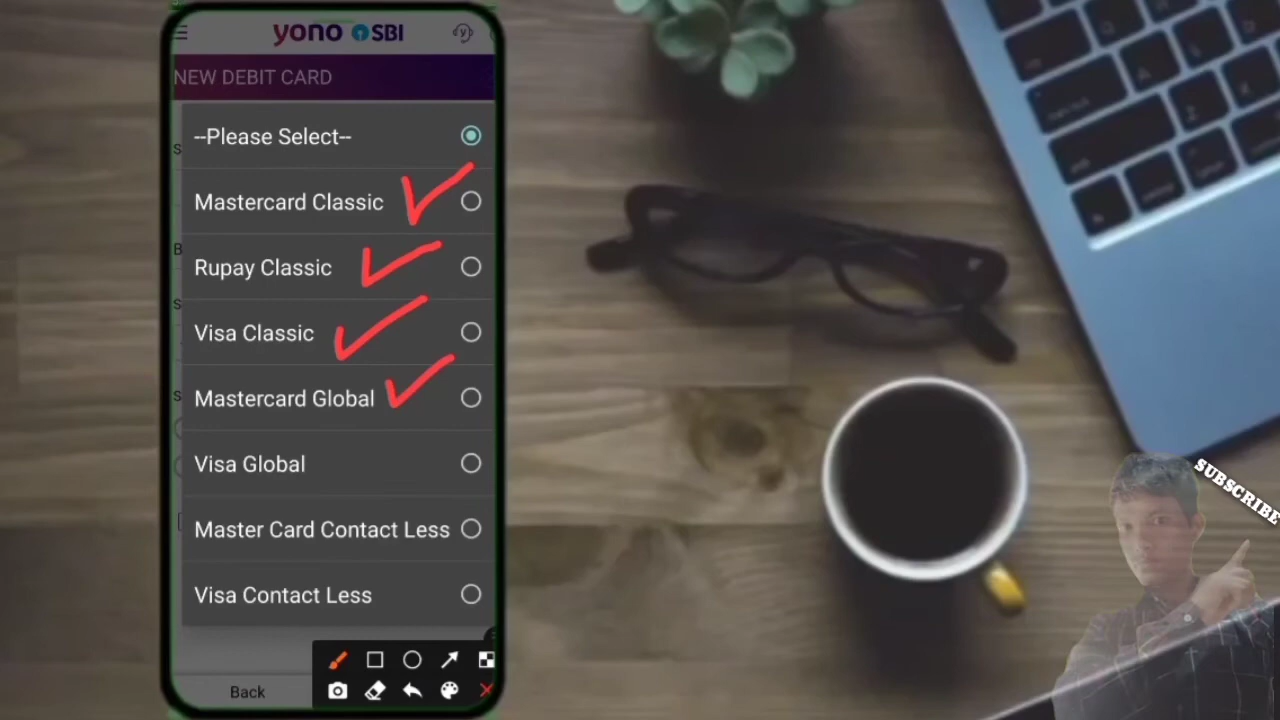 yono SBI
NEW DEBIT CARD
--Please Select--
Mastercard Classic
Rupay Classic
Visa Classic
Mastercard Global
Visa Global
Master Card Contact Less
Visa Contact Less
Back
SUBSCRIBE